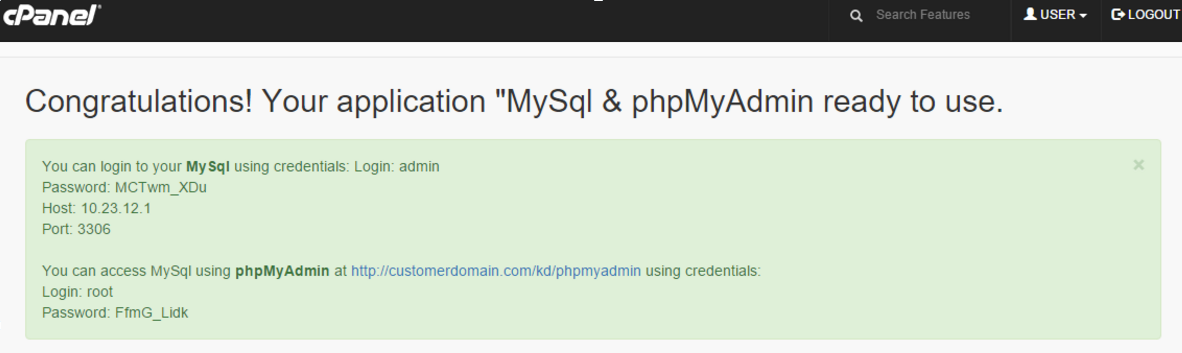 cPanel®
Search Features
USER
LOGOUT
Congratulations! Your application "MySql & phpMyAdmin ready to use.
You can login to your MySql using credentials: Login: admin
×
Password: MCTwm_XDu
Host: 10.23.12.1
Port: 3306
You can access MySql using phpMyAdmin at http://customerdomain.com/kd/phpmyadmin using credentials:
Login: root
Password: FfmG_Lidk